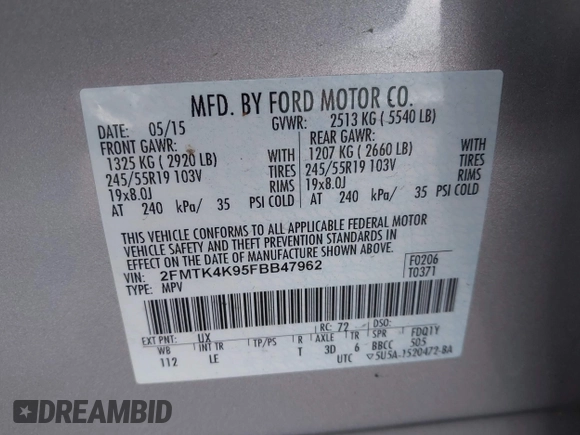 MFD. BY FORD MOTOR CO.
DATE: 05/15 GVWR: 2513 KG ( 5540 LB)
FRONT GAWR: REAR GAWR:
1325 KG ( 2920 LB) WITH 1207 KG ( 2660 LB) WITH
245/55R19 103V TIRES 245/55R19 103V TIRES
19x8.0J RIMS 19x8.0J RIMS
AT 240 kPa/ 35 PSI COLD AT 240 kPa/ 35 PSI COLD
THIS VEHICLE CONFORMS TO ALL APPLICABLE FEDERAL MOTOR
VEHICLE SAFETY AND THEFT PREVENTION STANDARDS IN
EFFECT ON THE DATE OF MANUFACTURE SHOWN ABOVE.
VIN: 2FMTK4K95FBB47962 F0206
TYPE: MPV T0371
EXT PNT: UX RC: 72 DSO: FDQ1Y
WB INT TR TP/PS R AXLE TR SPR 505
112 LE T 3D 6 BBCC
UTC ▽5U5A-1520472-BA
DREAMBID